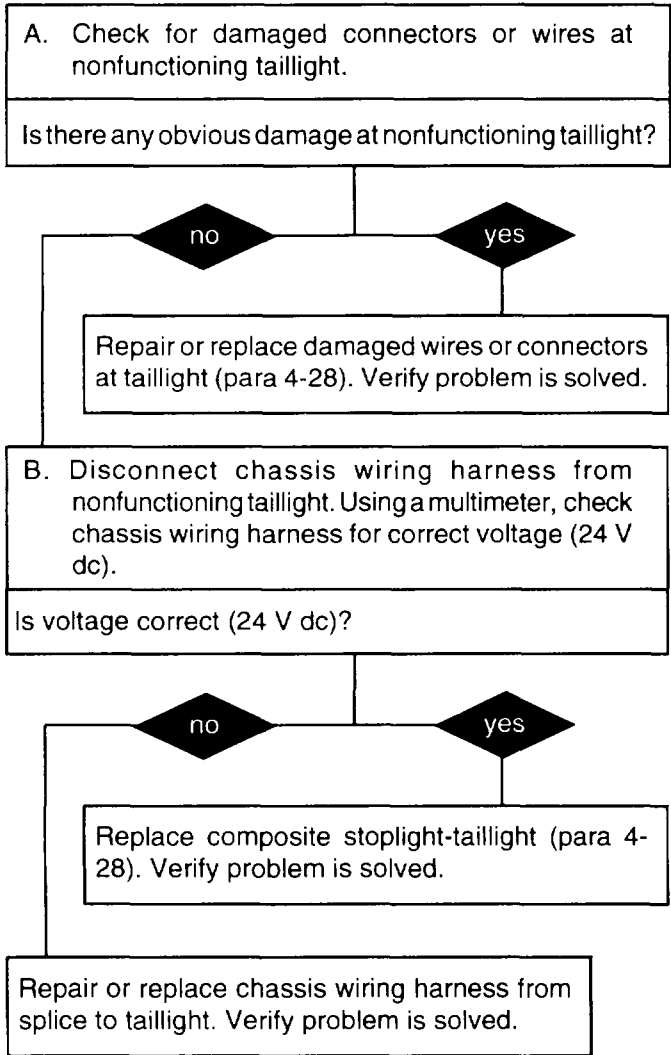 A. Check for damaged connectors or wires at
nonfunctioning taillight.
Is there any obvious damage at nonfunctioning taillight?
no
yes
Repair or replace damaged wires or connectors
at taillight (para 4-28). Verify problem is solved.
B. Disconnect chassis wiring harness from
nonfunctioning taillight. Using a multimeter, check
chassis wiring harness for correct voltage (24 V
dc).
Is voltage correct (24 V dc)?
no
yes
Replace composite stoplight-taillight (para 4-
28). Verify problem is solved.
Repair or replace chassis wiring harness from
splice to taillight. Verify problem is solved.